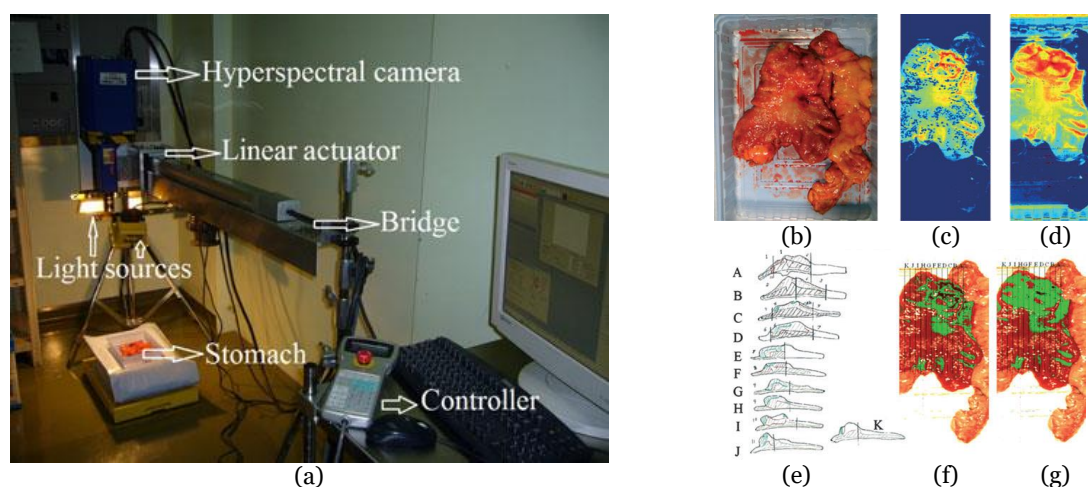 Hyperspectral camera
Linear actuator
Bridge
Light sources
Stomach
Controller
(a)
(b)
(c)
(d)
A
B
C
D
E
F
G
H
I
J
K
(e)
K J I H G F E D C B A
(f)
K J I H G F E D C B A
(g)